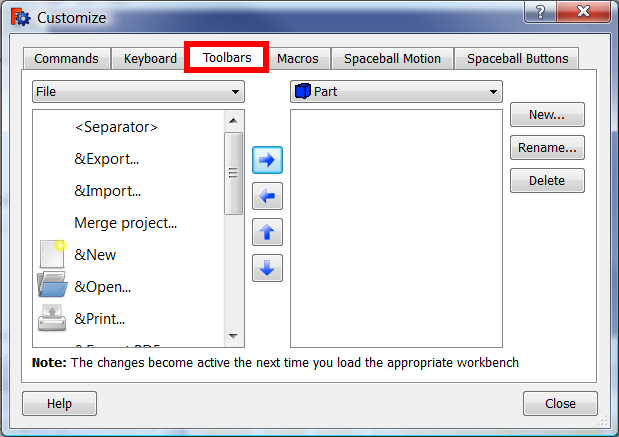 Customize
Commands Keyboard Toolbars Macros Spaceball Motion Spaceball Buttons
File
Part
<Separator>
&Export...
&Import...
Merge project...
&New
&Open...
&Print...
New...
Rename...
Delete
Note: The changes become active the next time you load the appropriate workbench
Help
Close